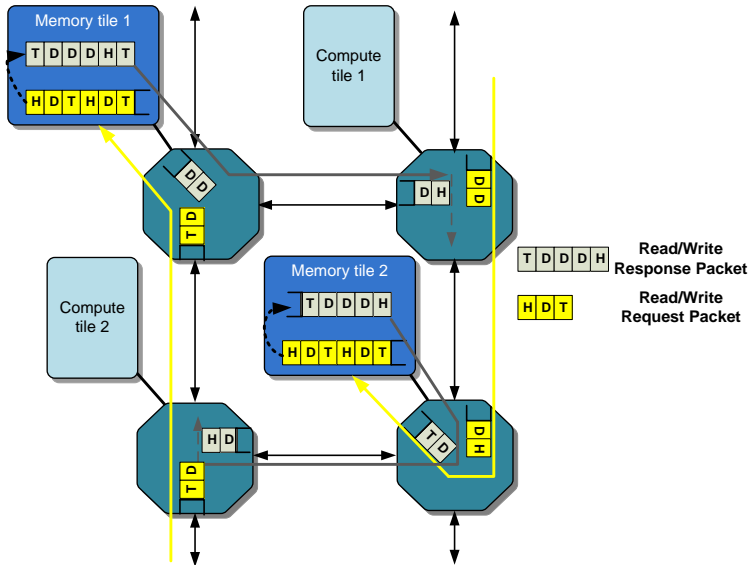 Memory tile 1
T D D D H T
H D T H D T
Compute
tile 1
D D
D H
D D
T D
T D D D H
Read/Write
Response Packet
Memory tile 2
Compute
tile 2
T D D D H
H D T
Read/Write
Request Packet
H D T H D T
H D
T D
D H
T D